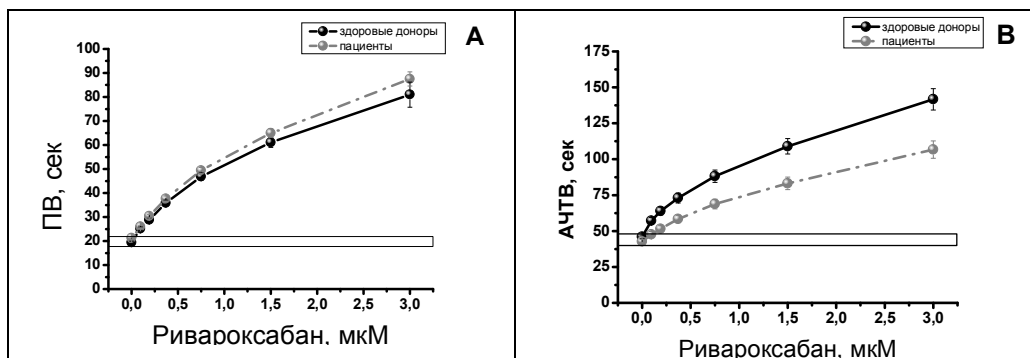 здоровые доноры
пациенты
A
ПВ, сек
100
90
80
70
60
50
40
30
20
10
0
0,0 0,5 1,0 1,5 2,0 2,5 3,0
Ривароксабан, мкМ
здоровые доноры
пациенты
B
АЧТВ, сек
175
150
125
100
75
50
25
0
0,0 0,5 1,0 1,5 2,0 2,5 3,0
Ривароксабан, мкМ